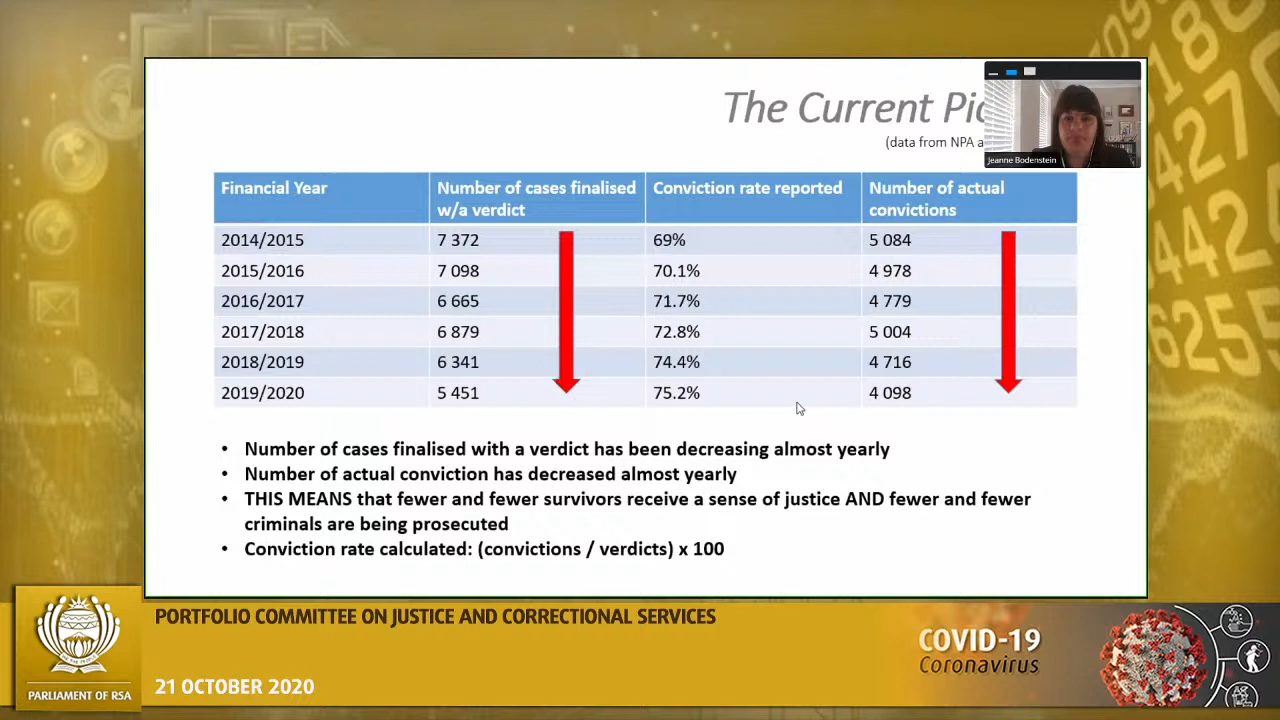 The Current Pic
(data from NPA a
Jeanne Bodenstein
Financial Year Number of cases finalised w/a verdict Conviction rate reported Number of actual convictions
2014/2015 7 372 69% 5 084
2015/2016 7 098 70.1% 4 978
2016/2017 6 665 71.7% 4 779
2017/2018 6 879 72.8% 5 004
2018/2019 6 341 74.4% 4 716
2019/2020 5 451 75.2% 4 098
• Number of cases finalised with a verdict has been decreasing almost yearly
• Number of actual conviction has decreased almost yearly
• THIS MEANS that fewer and fewer survivors receive a sense of justice AND fewer and fewer
criminals are being prosecuted
• Conviction rate calculated: (convictions / verdicts) x 100
PORTFOLIO COMMITTEE ON JUSTICE AND CORRECTIONAL SERVICES
21 OCTOBER 2020
PARLIAMENT OF RSA
COVID-19
Coronavirus